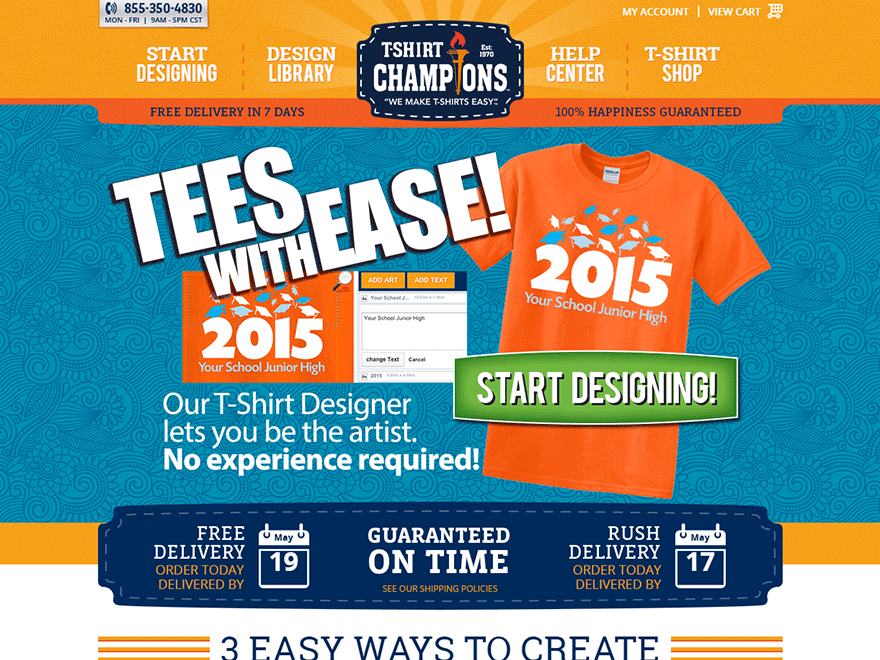 855-350-4830
MON - FRI | 9AM - 5PM CST
MY ACCOUNT | VIEW CART
START
DESIGNING
DESIGN
LIBRARY
T-SHIRT
Est:
1970
CHAMPIONS
"WE MAKE T-SHIRTS EASY"
HELP
CENTER
T-SHIRT
SHOP
FREE DELIVERY IN 7 DAYS
100% HAPPINESS GUARANTEED
TEES
WITH EASE!
2015
Your School Junior High
ADD ART
ADD TEXT
Your School J...
Your School Junior High
change Text
Cancel
2015
2015
Your School Junior High
START DESIGNING!
Our T-Shirt Designer
lets you be the artist.
No experience required!
FREE
DELIVERY
ORDER TODAY
DELIVERED BY
May
19
GUARANTEED
ON TIME
SEE OUR SHIPPING POLICIES
RUSH
DELIVERY
ORDER TODAY
DELIVERED BY
May
17
3 EASY WAYS TO CREATE